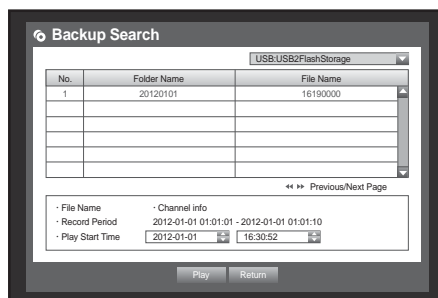 Backup Search
USB:USB2FlashStorage
No. Folder Name File Name
1 20120101 16190000
Previous/Next Page
· File Name · Channel info
· Record Period 2012-01-01 01:01:01 - 2012-01-01 01:01:10
· Play Start Time 2012-01-01 16:30:52
Play Return